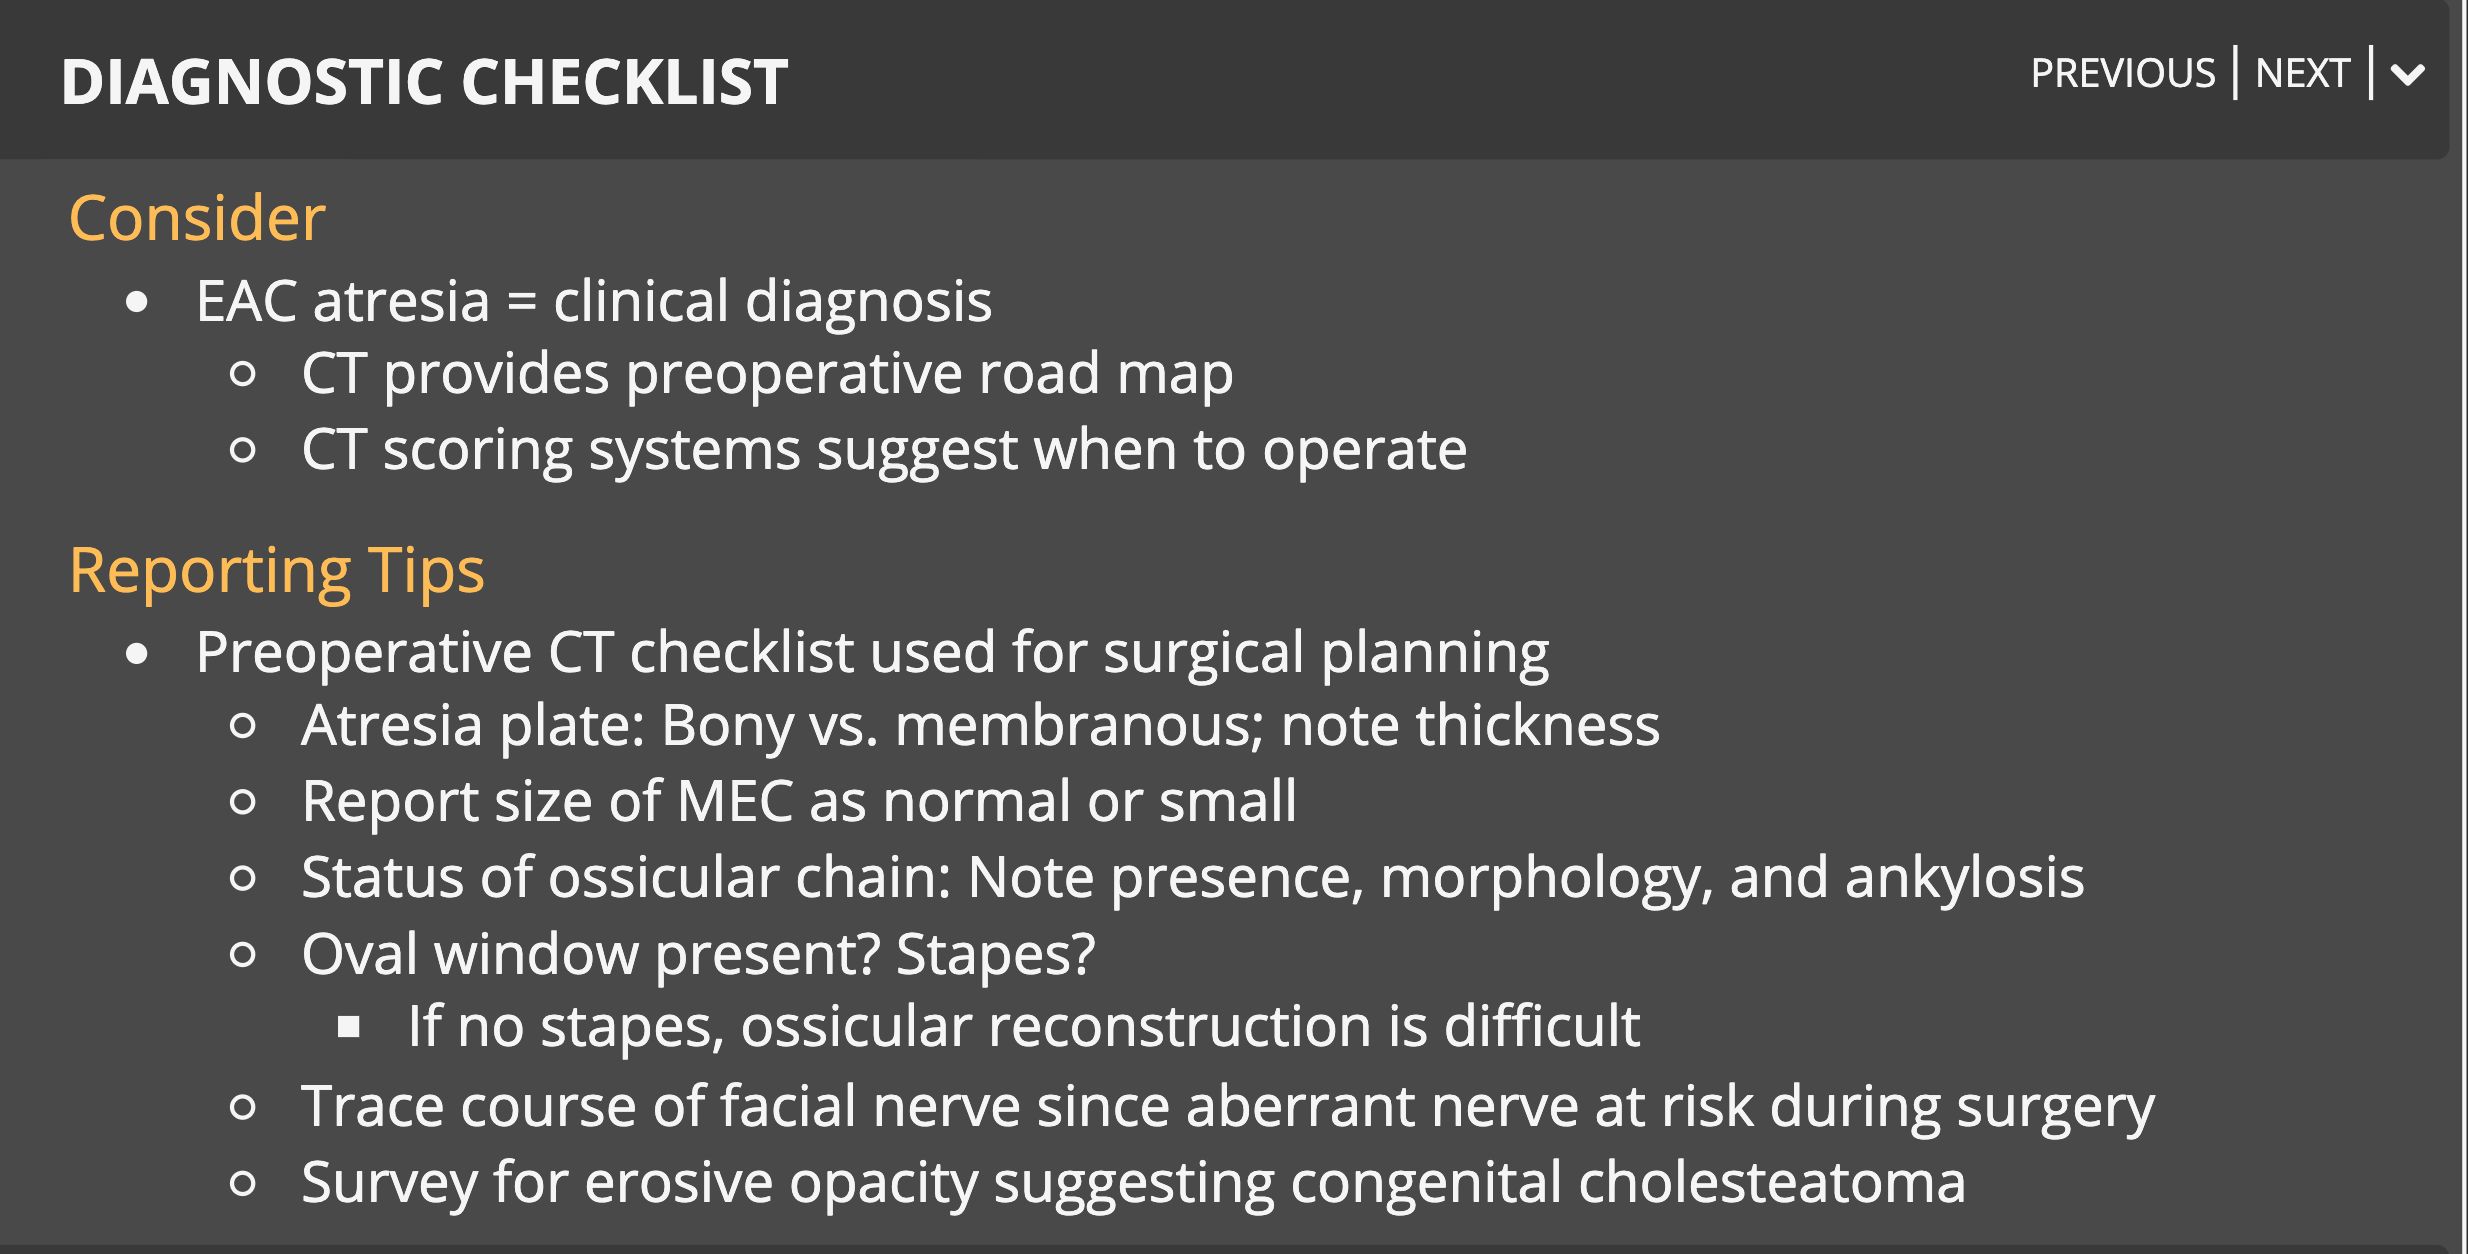 DIAGNOSTIC CHECKLIST
PREVIOUS | NEXT |
Consider
• EAC atresia = clinical diagnosis
○ CT provides preoperative road map
○ CT scoring systems suggest when to operate
Reporting Tips
• Preoperative CT checklist used for surgical planning
○ Atresia plate: Bony vs. membranous; note thickness
○ Report size of MEC as normal or small
○ Status of ossicular chain: Note presence, morphology, and ankylosis
○ Oval window present? Stapes?
■ If no stapes, ossicular reconstruction is difficult
○ Trace course of facial nerve since aberrant nerve at risk during surgery
○ Survey for erosive opacity suggesting congenital cholesteatoma